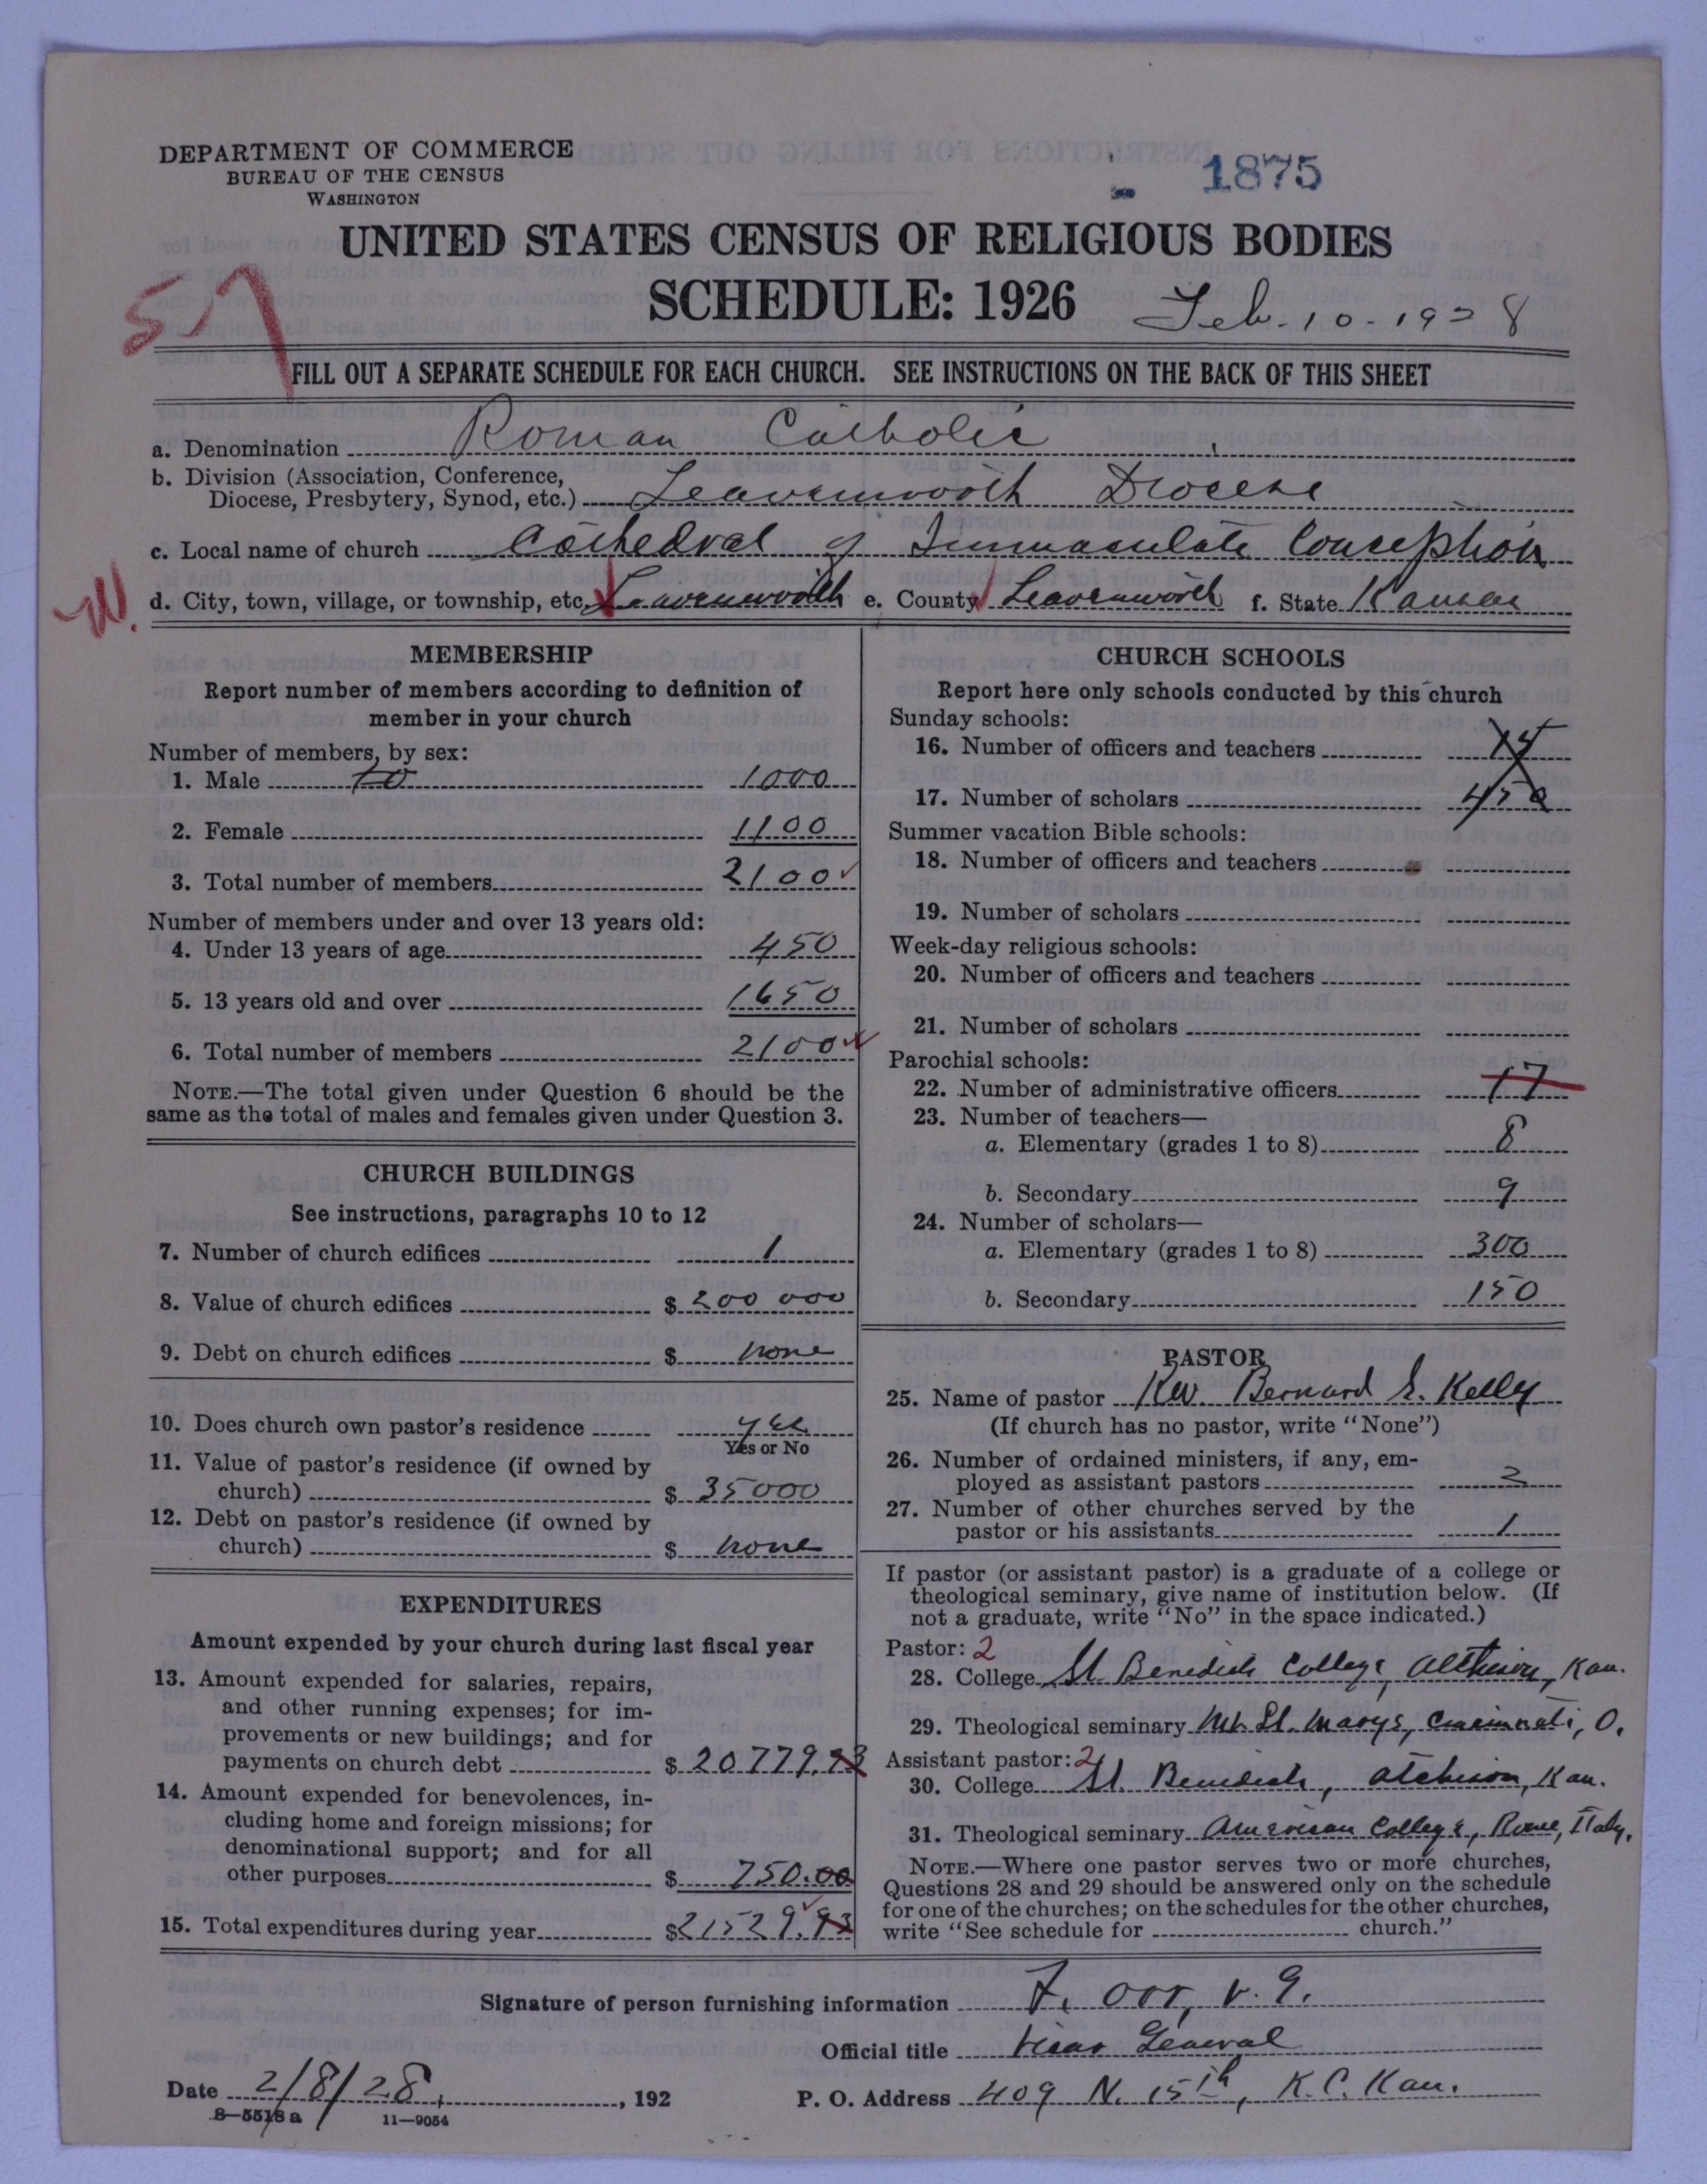 DEPARTMENT OF COMMERCE
BUREAU OF THE CENSUS
WASHINGTON
1875
UNITED STATES CENSUS OF RELIGIOUS BODIES
SCHEDULE: 1926 Feb-10-1928
57
FILL OUT A SEPARATE SCHEDULE FOR EACH CHURCH. SEE INSTRUCTIONS ON THE BACK OF THIS SHEET
a. Denomination Roman Catholic
b. Division (Association, Conference,
Diocese, Presbytery, Synod, etc.) Leavenworth Diocese
c. Local name of church Cathedral of Immaculate Conception
d. City, town, village, or township, etc. Leavenworth e. County Leavenworth f. State Kansas
MEMBERSHIP
Report number of members according to definition of
member in your church
Number of members, by sex:
1. Male 1000
2. Female 1100
3. Total number of members 2100
Number of members under and over 13 years old:
4. Under 13 years of age 450
5. 13 years old and over 1650
6. Total number of members 2100
NOTE.—The total given under Question 6 should be the
same as the total of males and females given under Question 3.
CHURCH BUILDINGS
See instructions, paragraphs 10 to 12
7. Number of church edifices 1
8. Value of church edifices $ 200 000
9. Debt on church edifices $ none
10. Does church own pastor's residence yes
Yes or No
11. Value of pastor's residence (if owned by
church) $ 35000
12. Debt on pastor's residence (if owned by
church) $ none
EXPENDITURES
Amount expended by your church during last fiscal year
13. Amount expended for salaries, repairs,
and other running expenses; for im-
provements or new buildings; and for
payments on church debt $ 20779.93
14. Amount expended for benevolences, in-
cluding home and foreign missions; for
denominational support; and for all
other purposes $ 750.00
15. Total expenditures during year $21529.93
CHURCH SCHOOLS
Report here only schools conducted by this church
Sunday schools:
16. Number of officers and teachers 15
17. Number of scholars 450
Summer vacation Bible schools:
18. Number of officers and teachers
19. Number of scholars
Week-day religious schools:
20. Number of officers and teachers
21. Number of scholars
Parochial schools:
22. Number of administrative officers 17
23. Number of teachers—
a. Elementary (grades 1 to 8) 8
b. Secondary 9
24. Number of scholars—
a. Elementary (grades 1 to 8) 300
b. Secondary 150
PASTOR
25. Name of pastor Rev. Bernard S. Kelly
(If church has no pastor, write "None")
26. Number of ordained ministers, if any, em-
ployed as assistant pastors 2
27. Number of other churches served by the
pastor or his assistants 1
If pastor (or assistant pastor) is a graduate of a college or
theological seminary, give name of institution below. (If
not a graduate, write "No" in the space indicated.)
Pastor: 2
28. College St. Benedicts College, Atchison, Kan.
29. Theological seminary Mt. St. Marys, Cincinnati, O.
Assistant pastor: 2
30. College St. Benedicts, Atchison, Kan.
31. Theological seminary American College, Rome, Italy.
NOTE.—Where one pastor serves two or more churches,
Questions 28 and 29 should be answered only on the schedule
for one of the churches; on the schedules for the other churches,
write "See schedule for church."
Signature of person furnishing information F. Orr, V. G.
Official title Vicar General
Date 2/8/28, , 192 P. O. Address 409 N. 15th, K.C. Kan.
8—5518 a 11—9054